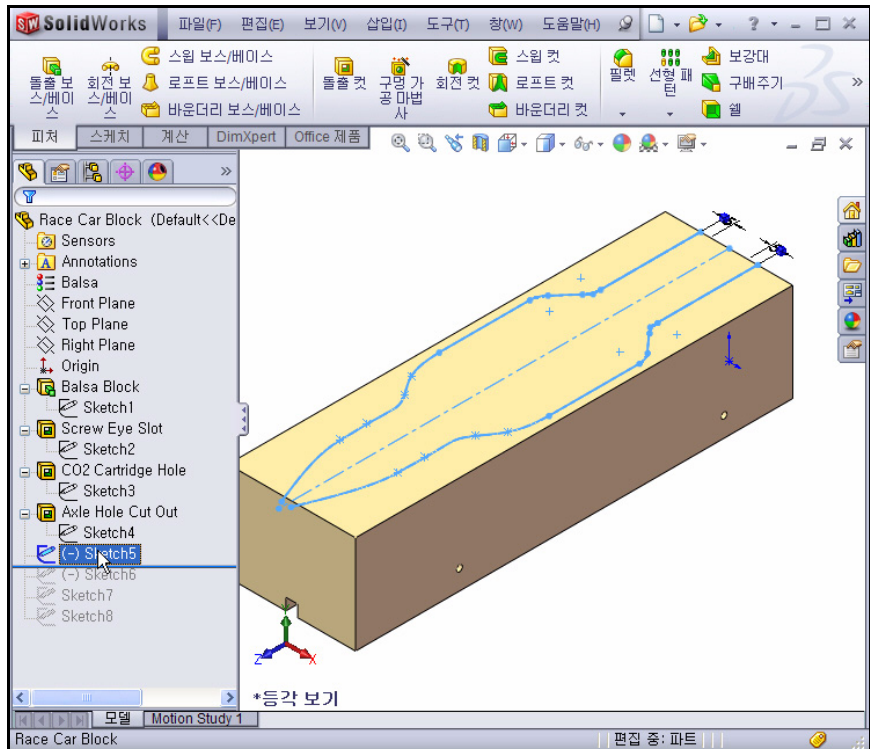 SolidWorks 파일(F) 편집(E) 보기(V) 삽입(I) 도구(T) 창(W) 도움말(H)
돌출 보스/베이스
회전 보스/베이스
스윕 보스/베이스
로프트 보스/베이스
바운더리 보스/베이스
돌출 컷
구멍 가공 마법사
회전 컷
스윕 컷
로프트 컷
바운더리 컷
필렛
선형 패턴
보강대
구배주기
쉘
피처 스케치 계산 DimXpert Office 제품
Race Car Block (Default<<De
Sensors
Annotations
Balsa
Front Plane
Top Plane
Right Plane
Origin
Balsa Block
Sketch1
Screw Eye Slot
Sketch2
CO2 Cartridge Hole
Sketch3
Axle Hole Cut Out
Sketch4
(-) Sketch5
(-) Sketch6
Sketch7
Sketch8
Z X
*등각 보기
모델 Motion Study 1
Race Car Block 편집 중: 파트